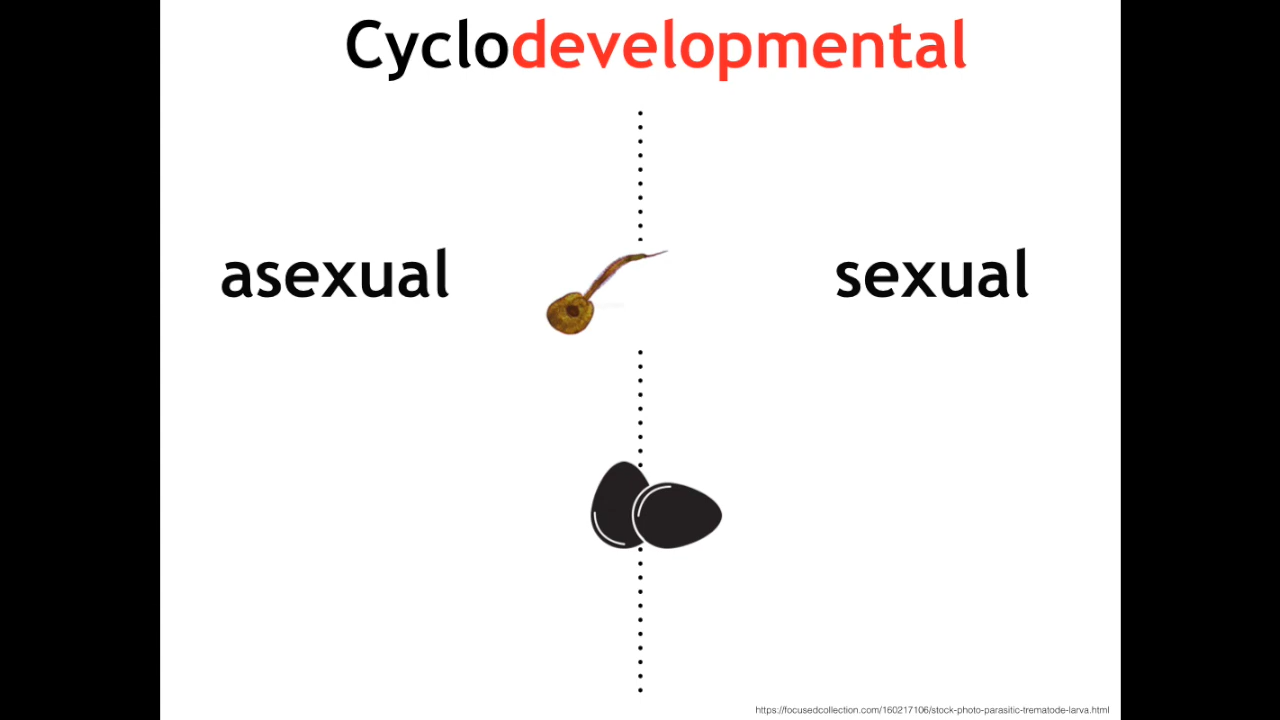 Cyclodevelopmental
asexual
sexual
https://focusedcollection.com/160217106/stock-photo-parasitic-trematode-larva.html